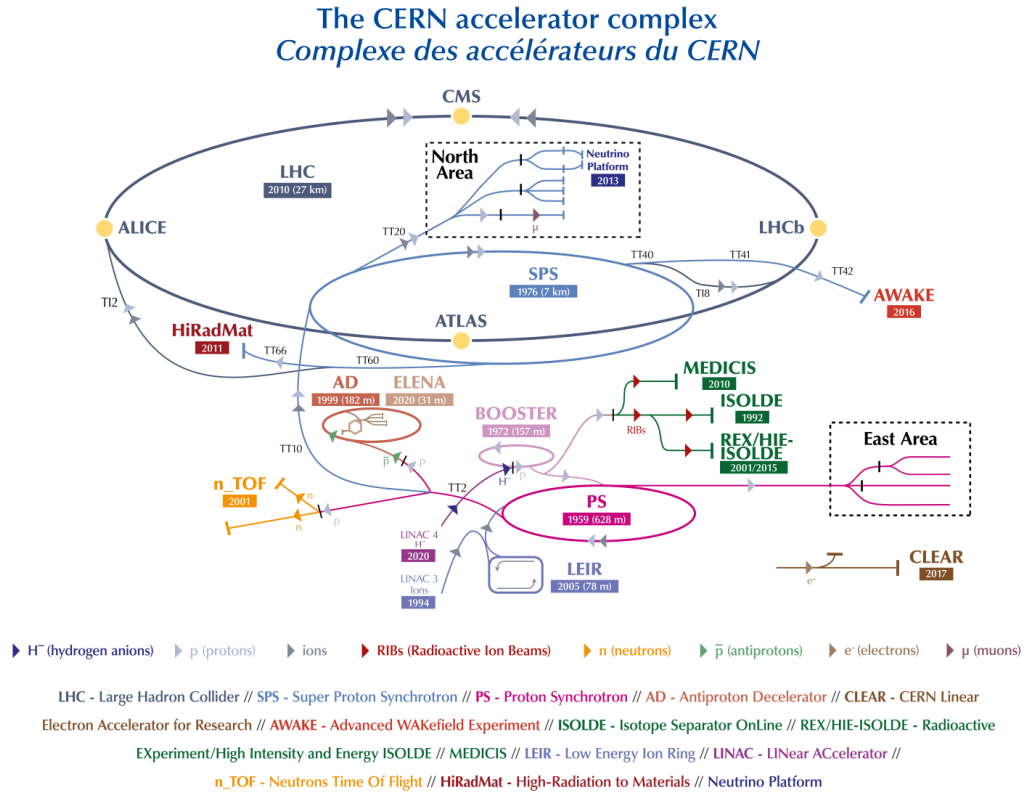 The CERN accelerator complex
Complexe des accélérateurs du CERN
CMS
North
Area
Neutrino
Platform
2013
LHC
2010 (27 km)
μ
ALICE
LHCb
TT20
TT40
TT41
TT42
SPS
1976 (7 km)
TI2
TI8
AWAKE
2016
ATLAS
HiRadMat
2011
TT66
TT60
MEDICIS
2010
AD
1999 (182 m)
ELENA
2020 (31 m)
ISOLDE
1992
BOOSTER
1972 (157 m)
RIBs
REX/HIE-
ISOLDE
2001/2015
East Area
TT10
p̅
p
H⁻
p
n_TOF
2001
n
n
p
TT2
PS
1959 (628 m)
LINAC 4
H⁻
2020
LINAC 3
Ions
1994
LEIR
2005 (78 m)
CLEAR
2017
e⁻
H⁻ (hydrogen anions) p (protons) ions RIBs (Radioactive Ion Beams) n (neutrons) p̅ (antiprotons) e⁻ (electrons) μ (muons)
LHC - Large Hadron Collider // SPS - Super Proton Synchrotron // PS - Proton Synchrotron // AD - Antiproton Decelerator // CLEAR - CERN Linear
Electron Accelerator for Research // AWAKE - Advanced WAKefield Experiment // ISOLDE - Isotope Separator OnLine // REX/HIE-ISOLDE - Radioactive
EXperiment/High Intensity and Energy ISOLDE // MEDICIS // LEIR - Low Energy Ion Ring // LINAC - LINear ACcelerator //
n_TOF - Neutrons Time Of Flight // HiRadMat - High-Radiation to Materials // Neutrino Platform